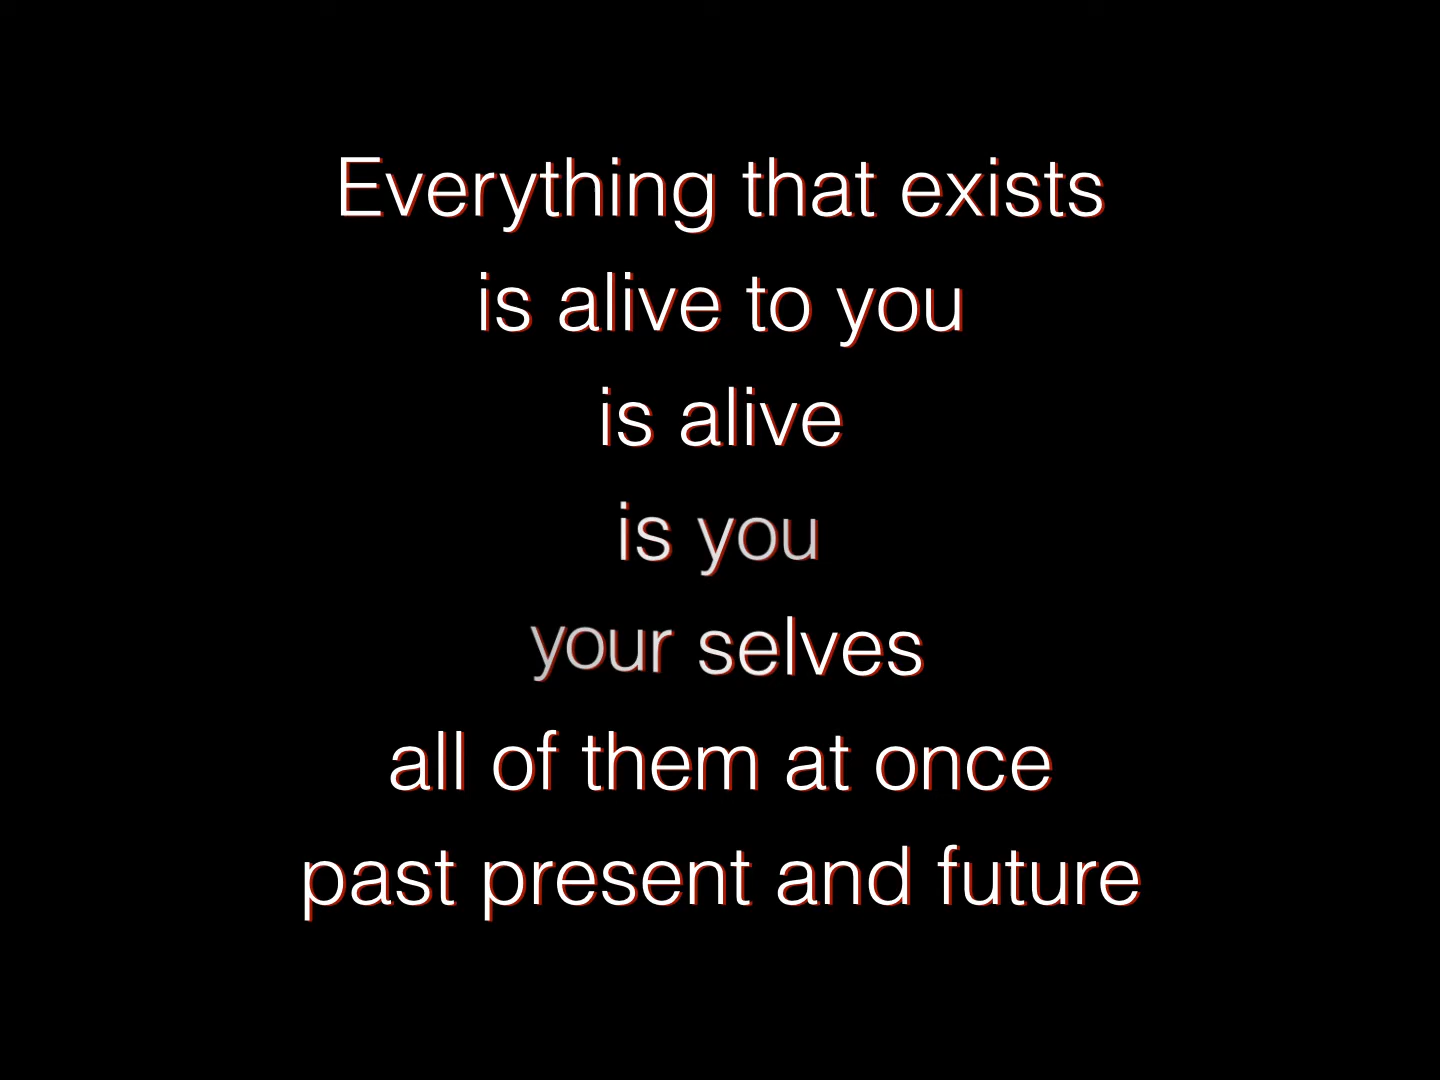 Everything that exists
is alive to you
is alive
is you
your selves
all of them at once
past present and future